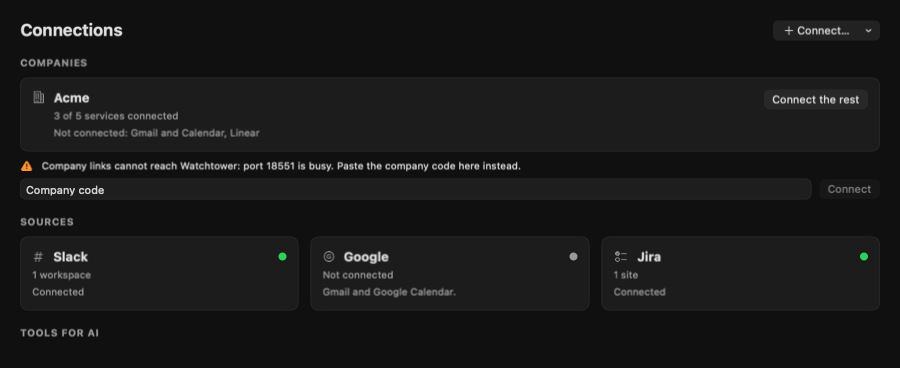 Connections
+ Connect...
COMPANIES
Acme
3 of 5 services connected
Not connected: Gmail and Calendar, Linear
Connect the rest
Company links cannot reach Watchtower: port 18551 is busy. Paste the company code here instead.
Company code
Connect
SOURCES
Slack
1 workspace
Connected
Google
Not connected
Gmail and Google Calendar.
Jira
1 site
Connected
TOOLS FOR AI